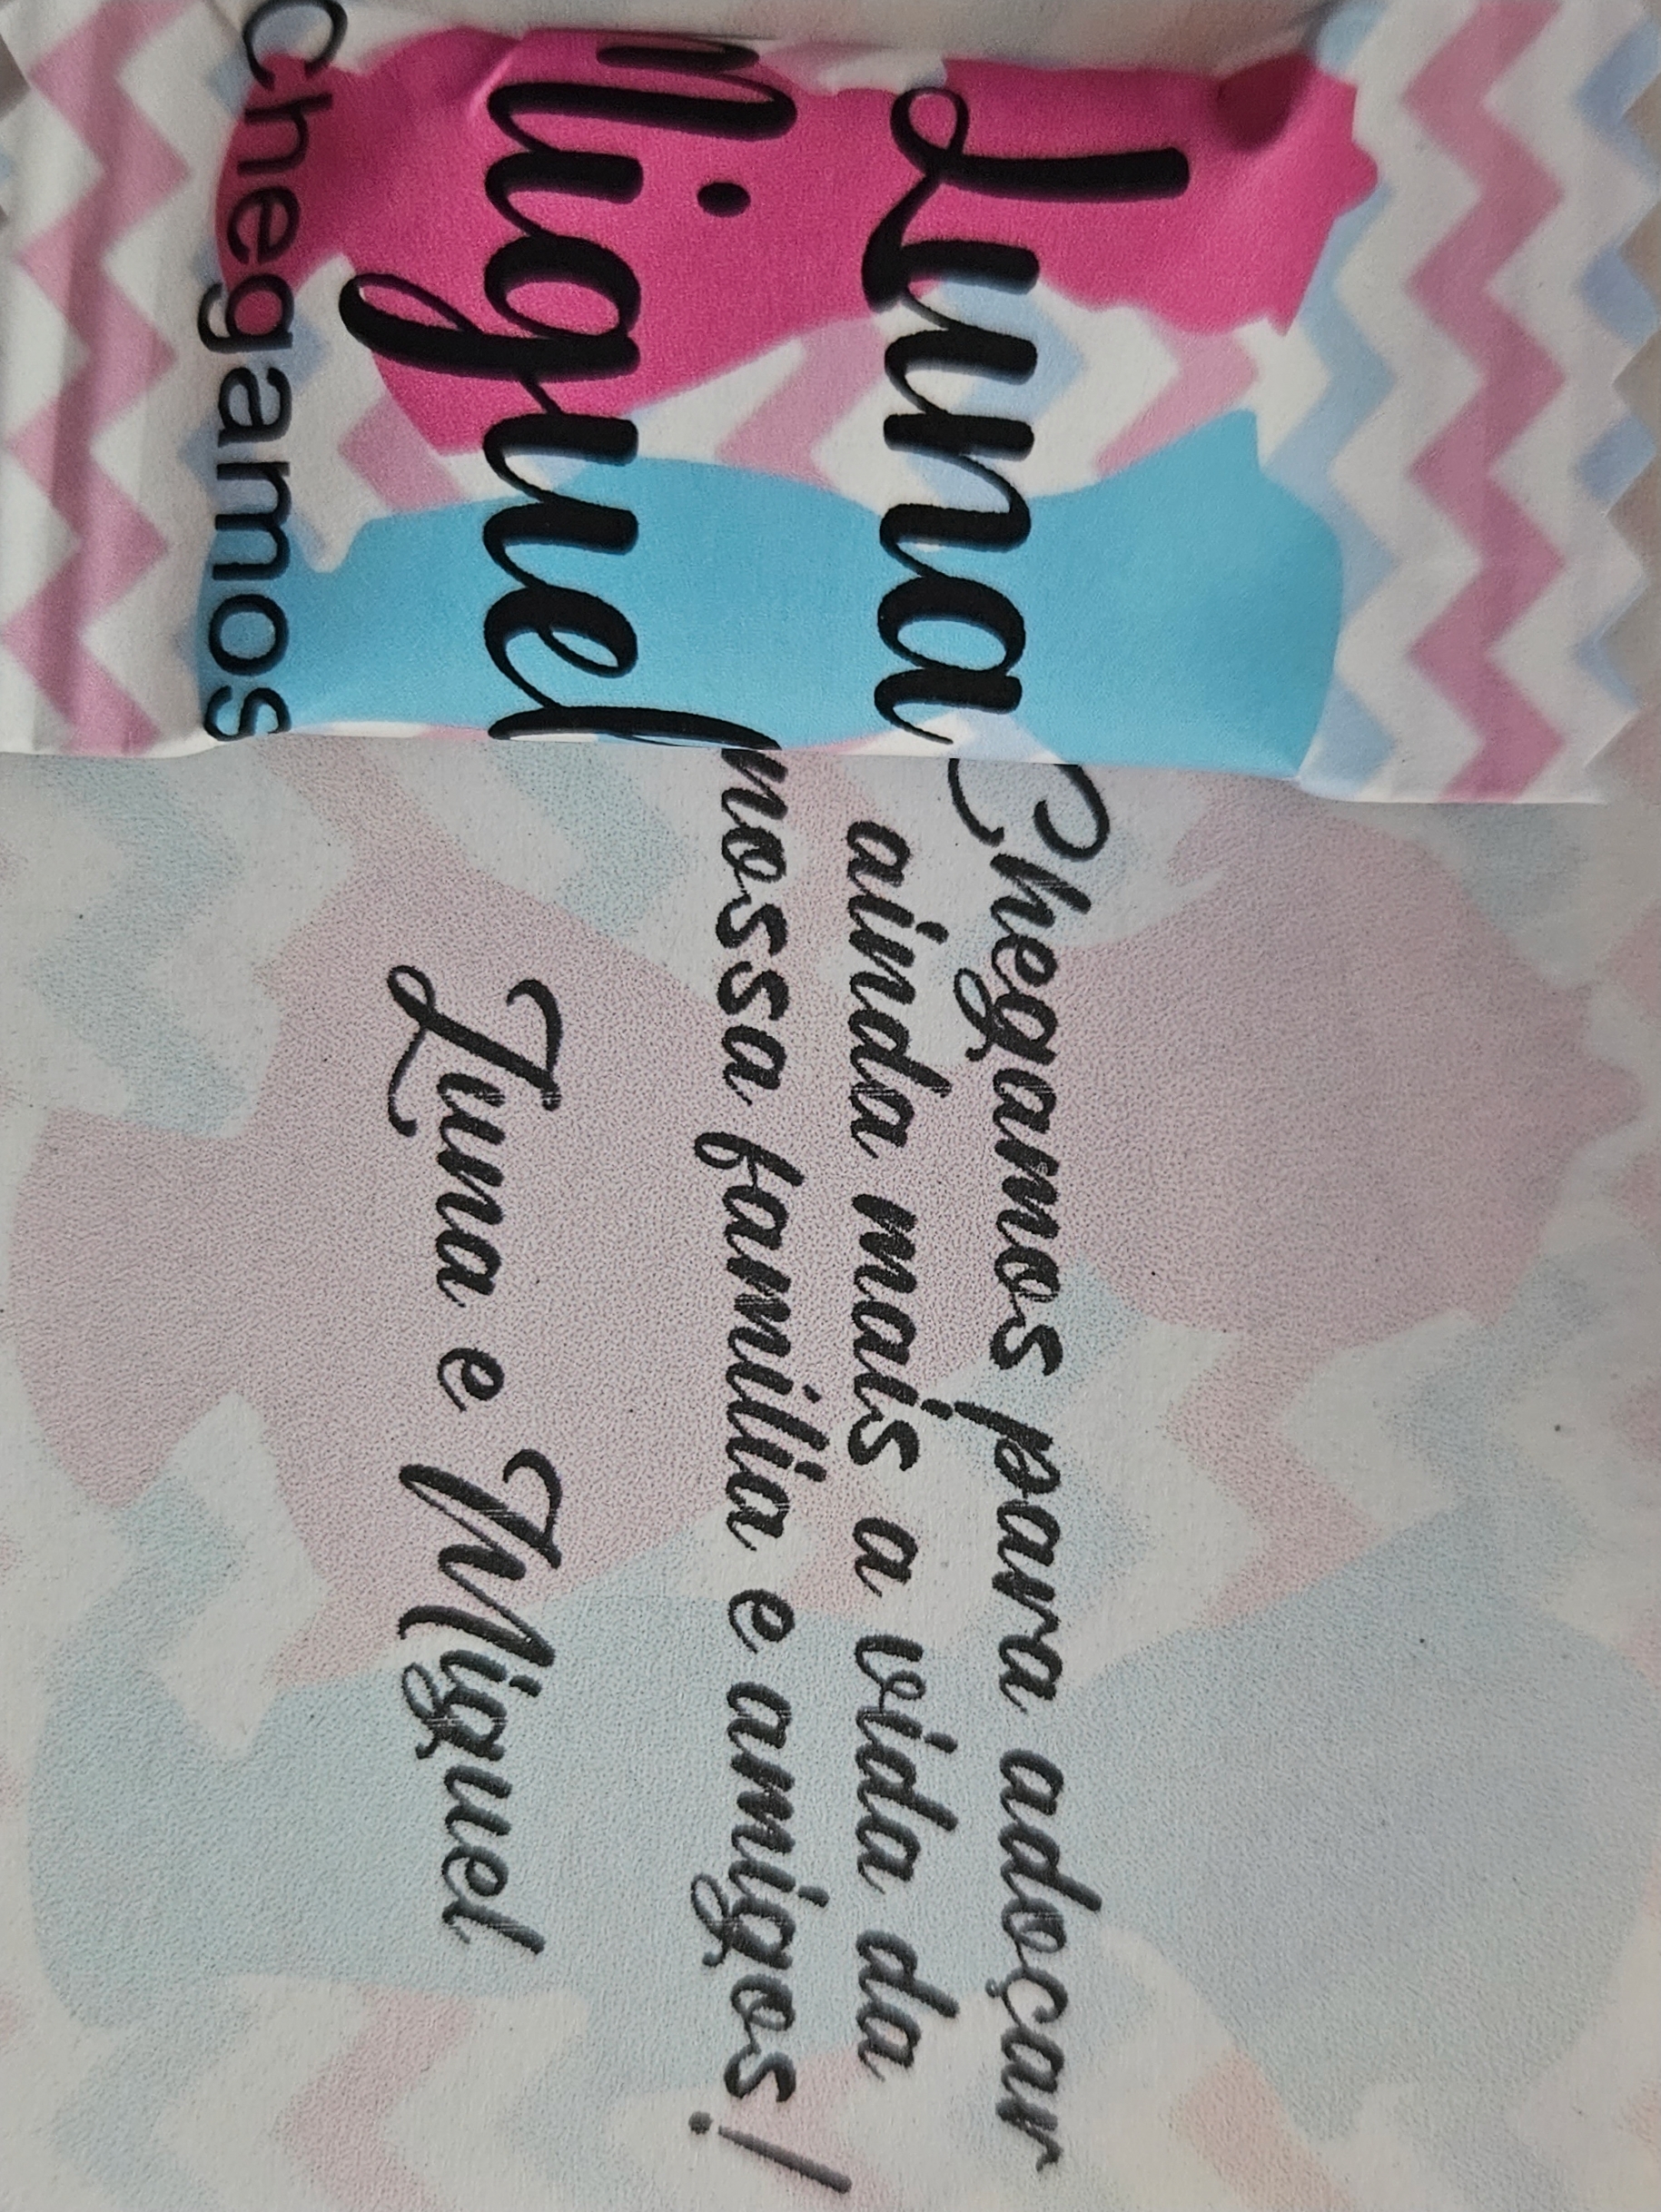 Luna
Miguel
Chegamos
Chegamos para adoçar
ainda mais a vida da
nossa família e amigos!
Luna e Miguel